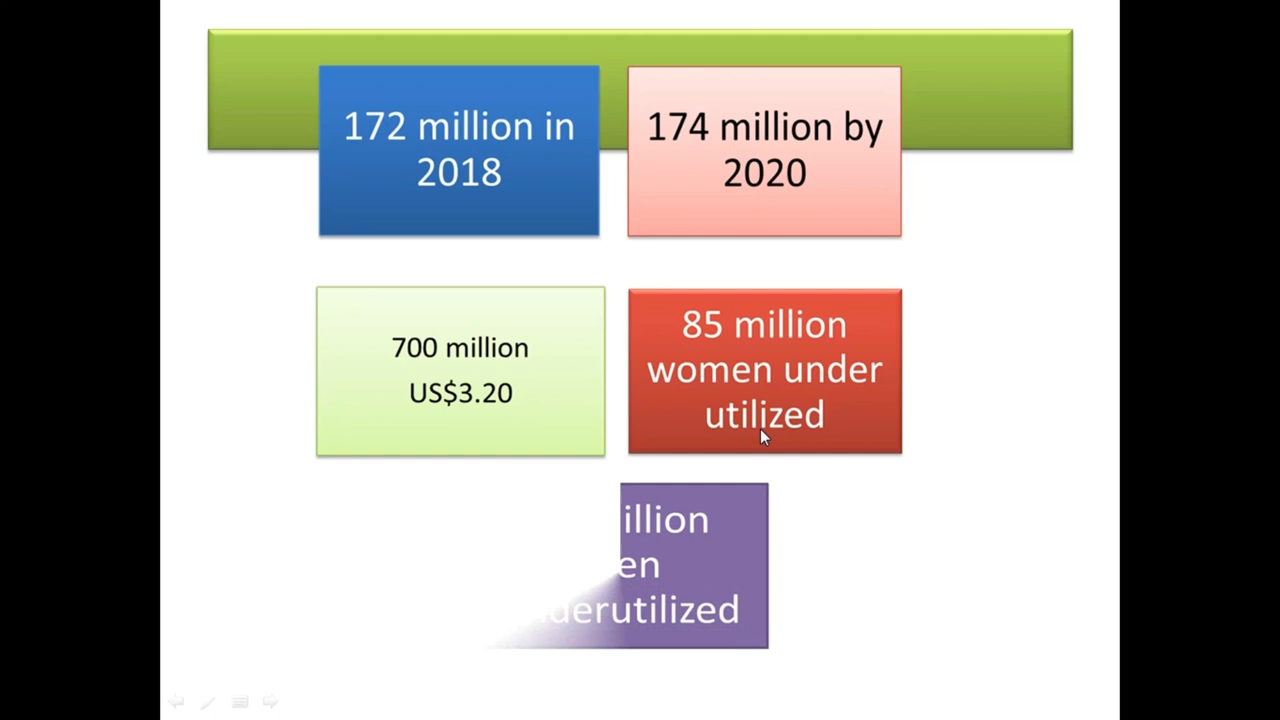 172 million in
2018
174 million by
2020
700 million
US$3.20
85 million
women under
utilized
illion
en
derutilized